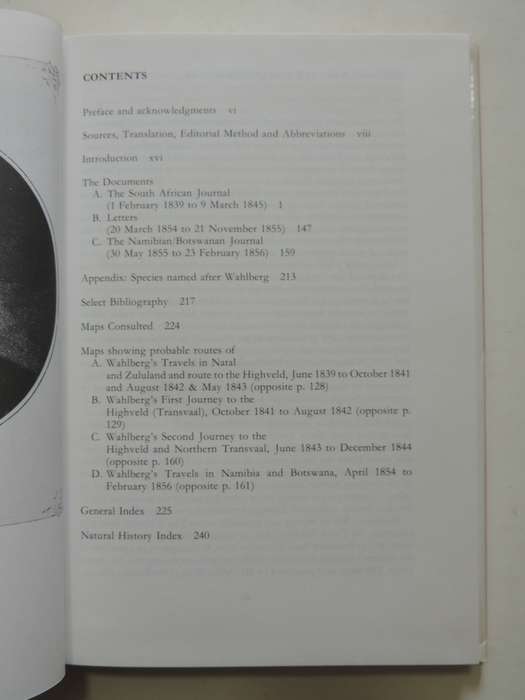 CONTENTS
Preface and acknowledgments vi
Sources, Translation, Editorial Method and Abbreviations viii
Introduction xvi
The Documents
A. The South African Journal
(1 February 1839 to 9 March 1845) 1
B. Letters
(20 March 1854 to 21 November 1855) 147
C. The Namibian/Botswanan Journal
(30 May 1855 to 23 February 1856) 159
Appendix: Species named after Wahlberg 213
Select Bibliography 217
Maps Consulted 224
Maps showing probable routes of
A. Wahlberg's Travels in Natal
and Zululand and route to the Highveld, June 1839 to October 1841
and August 1842 & May 1843 (opposite p. 128)
B. Wahlberg's First Journey to the
Highveld (Transvaal), October 1841 to August 1842 (opposite p.
129)
C. Wahlberg's Second Journey to the
Highveld and Northern Transvaal, June 1843 to December 1844
(opposite p. 160)
D. Wahlberg's Travels in Namibia and Botswana, April 1854 to
February 1856 (opposite p. 161)
General Index 225
Natural History Index 240